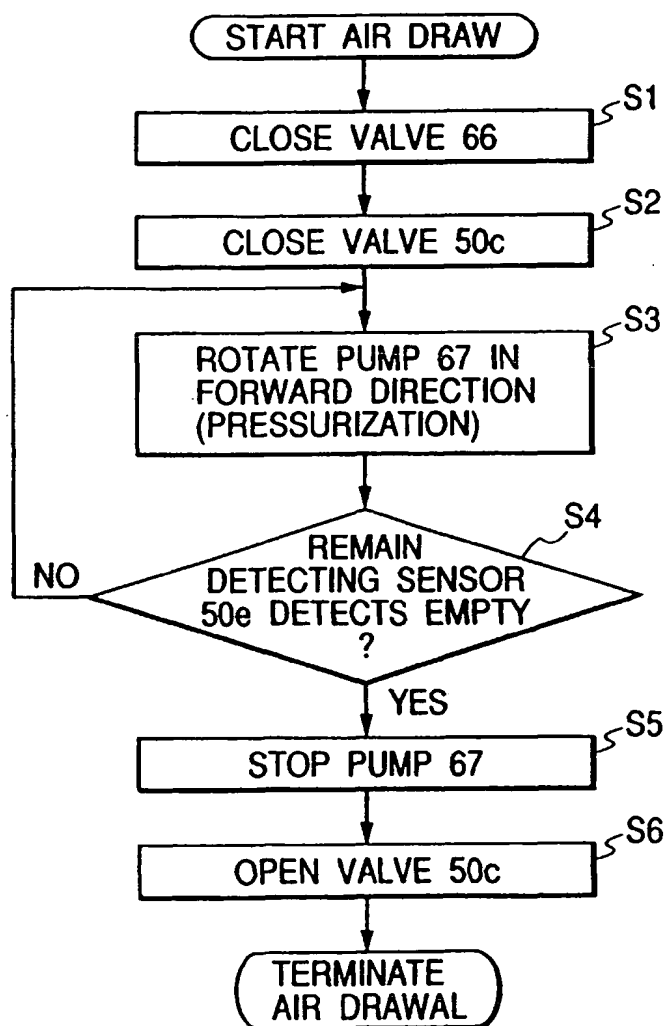 START AIR DRAW
S1
CLOSE VALVE 66
S2
CLOSE VALVE 50c
S3
ROTATE PUMP 67 IN
FORWARD DIRECTION
(PRESSURIZATION)
S4
REMAIN
DETECTING SENSOR
50e DETECTS EMPTY
?
NO
YES
S5
STOP PUMP 67
S6
OPEN VALVE 50c
TERMINATE
AIR DRAWAL